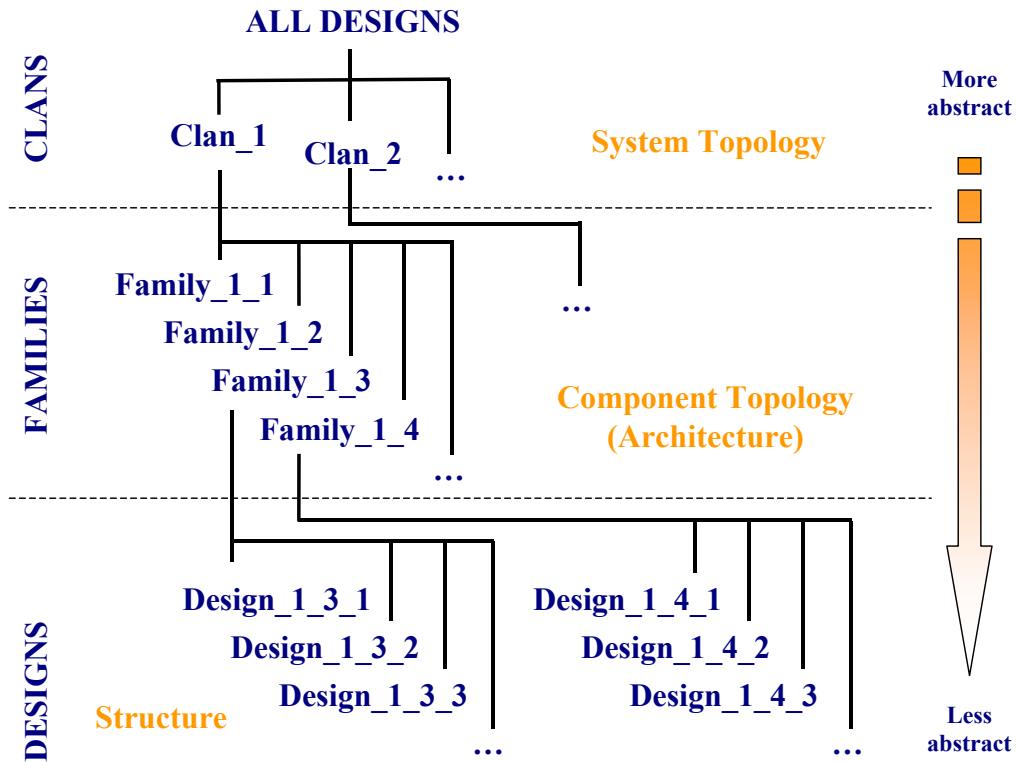 ALL DESIGNS
CLANS
More
abstract
Clan_1
Clan_2
System Topology
…
FAMILIES
Family_1_1
…
Family_1_2
Family_1_3
Component Topology
(Architecture)
Family_1_4
…
DESIGNS
Design_1_3_1
Design_1_4_1
Design_1_3_2
Design_1_4_2
Design_1_3_3
Design_1_4_3
Structure
…
…
Less
abstract